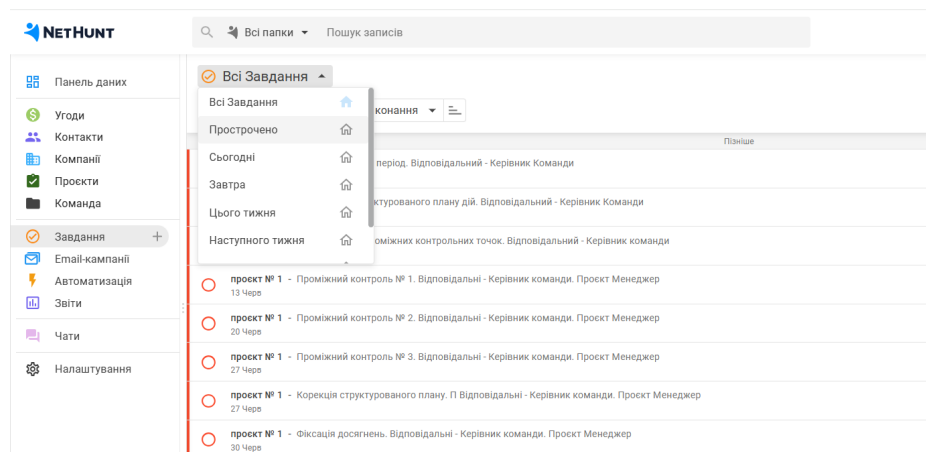 NETHUNT
Всі папки
Пошук записів
Панель даних
Угоди
Контакти
Компанії
Проєкти
Команда
Завдання
Email-кампанії
Автоматизація
Звіти
Чати
Налаштування
Всі Завдання
Всі Завдання
Прострочено
Сьогодні
Завтра
Цього тижня
Наступного тижня
конання
Пізніше
період. Відповідальний - Керівник Команди
ктурованого плану дій. Відповідальний - Керівник Команди
оміжних контрольних точок. Відповідальний - Керівник команди
проєкт № 1 - Проміжний контроль № 1. Відповідальні - Керівник команди. Проєкт Менеджер
13 Черв
проєкт № 1 - Проміжний контроль № 2. Відповідальні - Керівник команди. Проєкт Менеджер
20 Черв
проєкт № 1 - Проміжний контроль № 3. Відповідальні - Керівник команди. Проєкт Менеджер
27 Черв
проєкт № 1 - Корекція структурованого плану. П Відповідальні - Керівник команди. Проєкт Менеджер
27 Черв
проєкт № 1 - Фіксація досягнень. Відповідальні - Керівник команди. Проєкт Менеджер
30 Черв